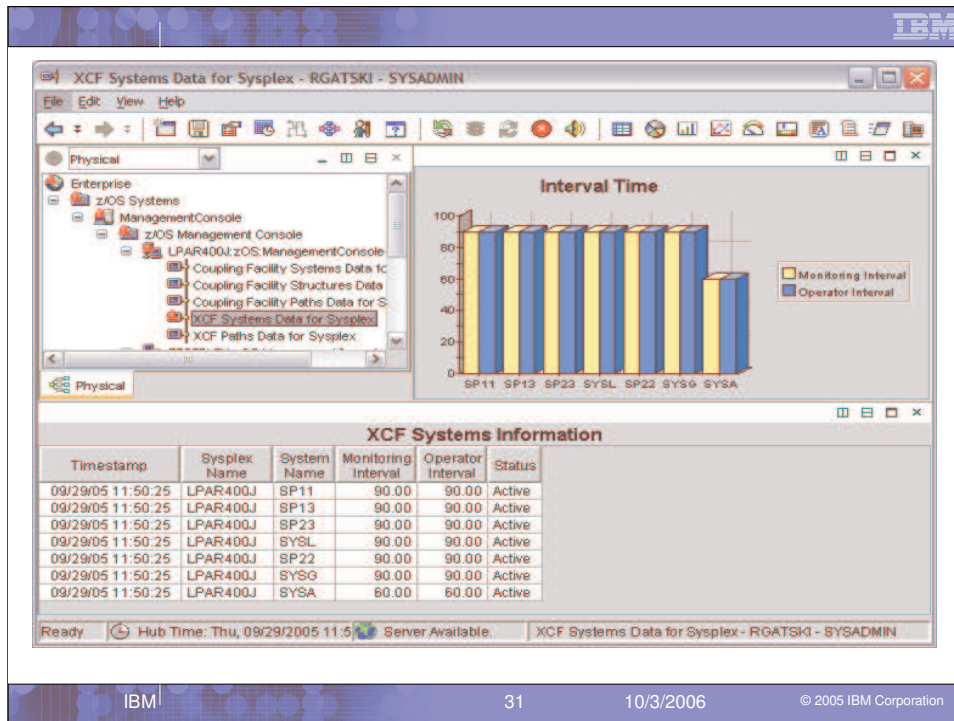 IBM
XCF Systems Data for Sysplex - RGATSKI - SYSADMIN
File Edit View Help
Physical
Enterprise
z/OS Systems
ManagementConsole
z/OS Management Console
LPAR400J:zOS:ManagementConsole
Coupling Facility Systems Data fc
Coupling Facility Structures Data
Coupling Facility Paths Data for S
XCF Systems Data for Sysplex
XCF Paths Data for Sysplex
Physical
Interval Time
100
80
60
40
20
0
SP11 SP13 SP23 SYSL SP22 SYSG SYSA
Monitoring Interval
Operator Interval
XCF Systems Information
Timestamp Sysplex Name System Name Monitoring Interval Operator Interval Status
09/29/05 11:50:25 LPAR400J SP11 90.00 90.00 Active
09/29/05 11:50:25 LPAR400J SP13 90.00 90.00 Active
09/29/05 11:50:25 LPAR400J SP23 90.00 90.00 Active
09/29/05 11:50:25 LPAR400J SYSL 90.00 90.00 Active
09/29/05 11:50:25 LPAR400J SP22 90.00 90.00 Active
09/29/05 11:50:25 LPAR400J SYSG 90.00 90.00 Active
09/29/05 11:50:25 LPAR400J SYSA 60.00 60.00 Active
Ready Hub Time: Thu, 09/29/2005 11:5 Server Available. XCF Systems Data for Sysplex - RGATSKI - SYSADMIN
IBM 31 10/3/2006 © 2005 IBM Corporation